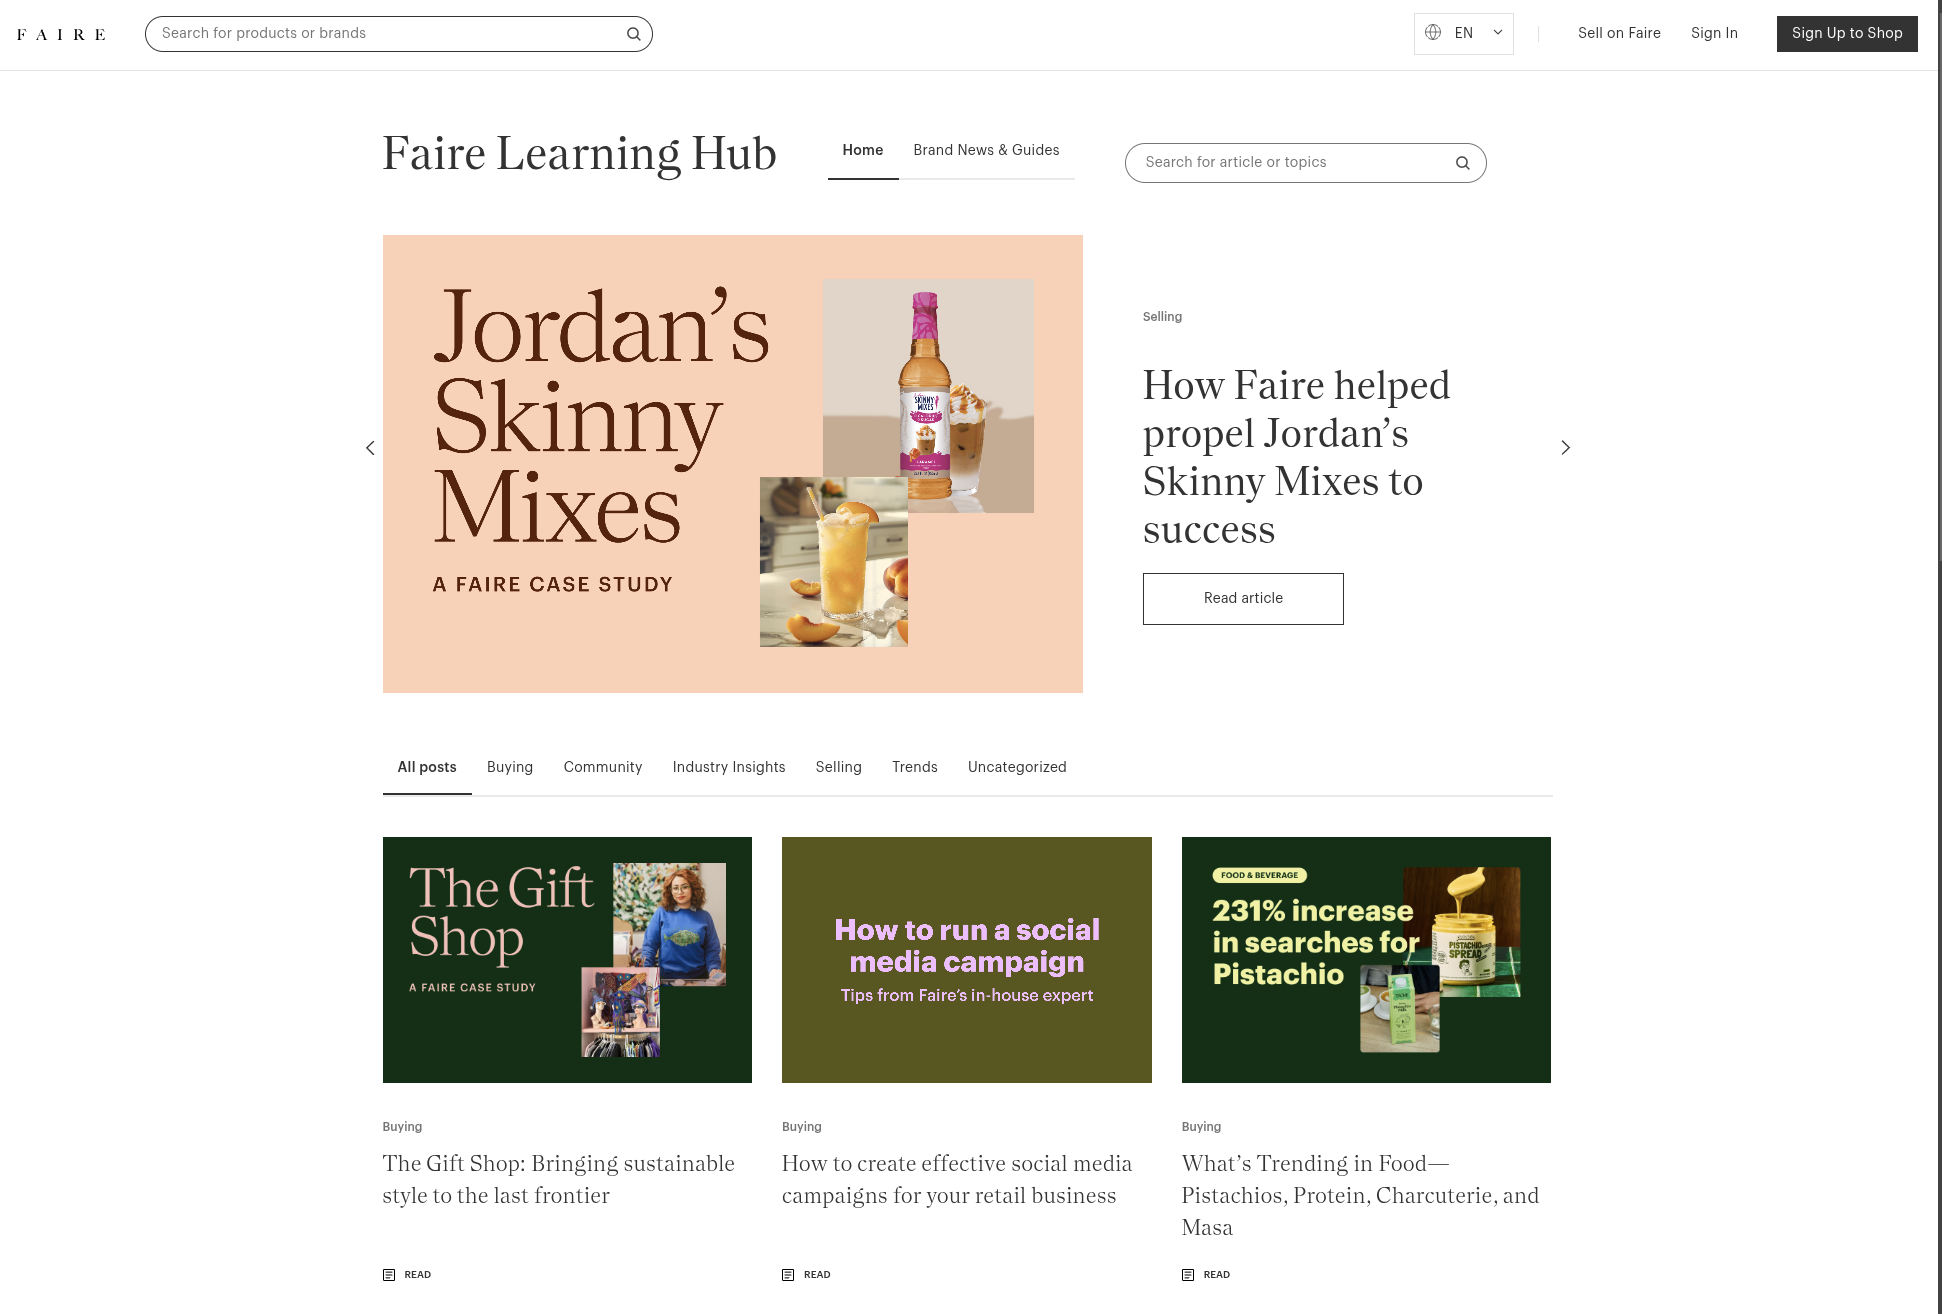 FAIRE
Search for products or brands
EN
Sell on Faire
Sign In
Sign Up to Shop
Faire Learning Hub
Home
Brand News & Guides
Search for article or topics
Jordan’s
Skinny
Mixes
A FAIRE CASE STUDY
SKINNY
MIXES
Selling
How Faire helped
propel Jordan’s
Skinny Mixes to
success
Read article
All posts
Buying
Community
Industry Insights
Selling
Trends
Uncategorized
The Gift
Shop
A FAIRE CASE STUDY
How to run a social
media campaign
Tips from Faire’s in-house expert
FOOD & BEVERAGE
231% increase
in searches for
Pistachio
PISTACHIO
SPREAD
Buying
The Gift Shop: Bringing sustainable
style to the last frontier
READ
Buying
How to create effective social media
campaigns for your retail business
READ
Buying
What’s Trending in Food—
Pistachios, Protein, Charcuterie, and
Masa
READ